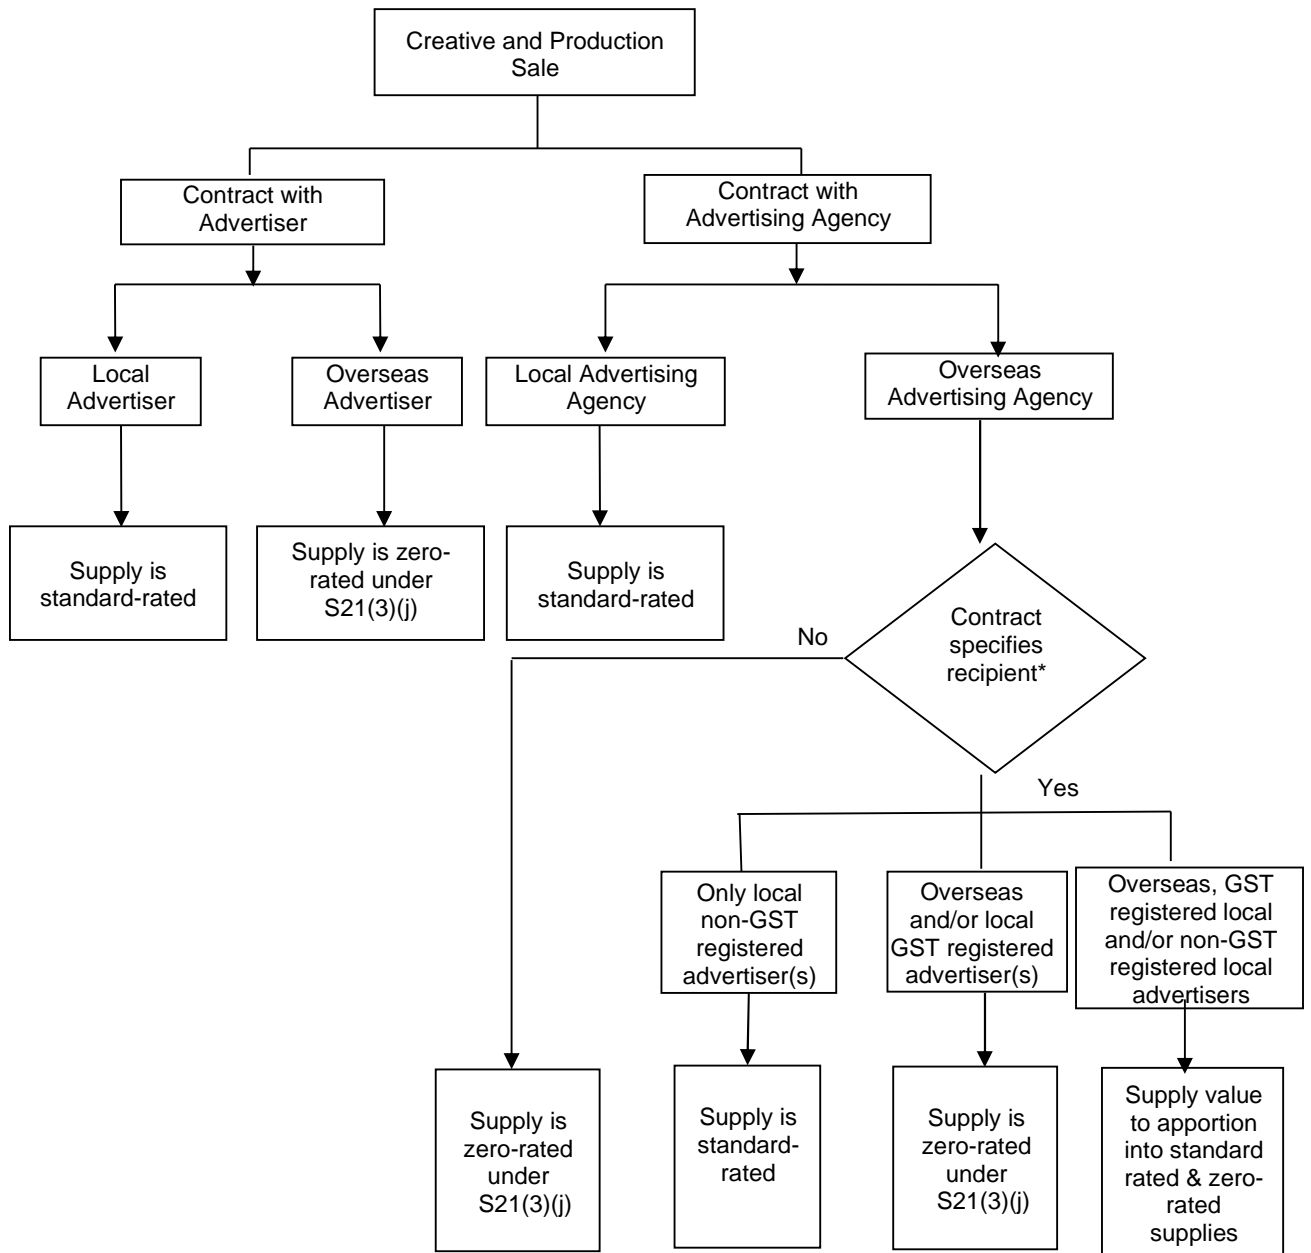 Creative and Production
Sale
Contract with
Advertiser
Contract with
Advertising Agency
Local
Advertiser
Overseas
Advertiser
Local Advertising
Agency
Overseas
Advertising Agency
Supply is
standard-rated
Supply is zero-
rated under
S21(3)(j)
Supply is
standard-rated
Contract
specifies
recipient*
No
Yes
Only local
non-GST
registered
advertiser(s)
Overseas
and/or local
GST registered
advertiser(s)
Overseas, GST
registered local
and/or non-GST
registered local
advertisers
Supply is
zero-rated
under
S21(3)(j)
Supply is
standard-
rated
Supply is
zero-rated
under
S21(3)(j)
Supply value
to apportion
into standard
rated & zero-
rated
supplies